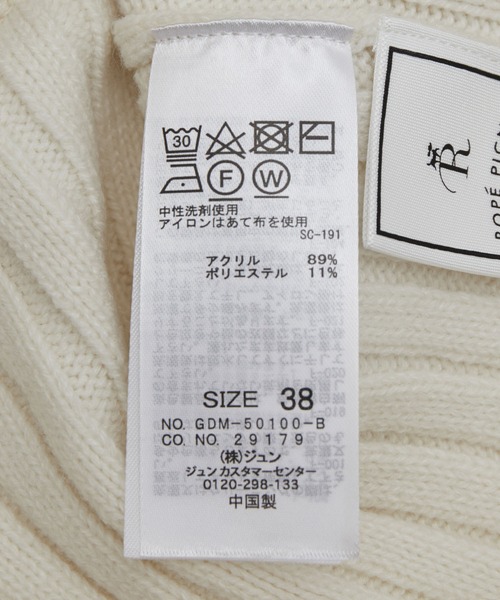 30
F W
中性洗剤使用
アイロンはあて布を使用
SC-191
アクリル 89%
ポリエステル 11%
SIZE 38
NO. GDM-50100-B
CO. NO. 29179
(株)ジュン
ジュンカスタマーセンター
0120-298-133
中国製
R